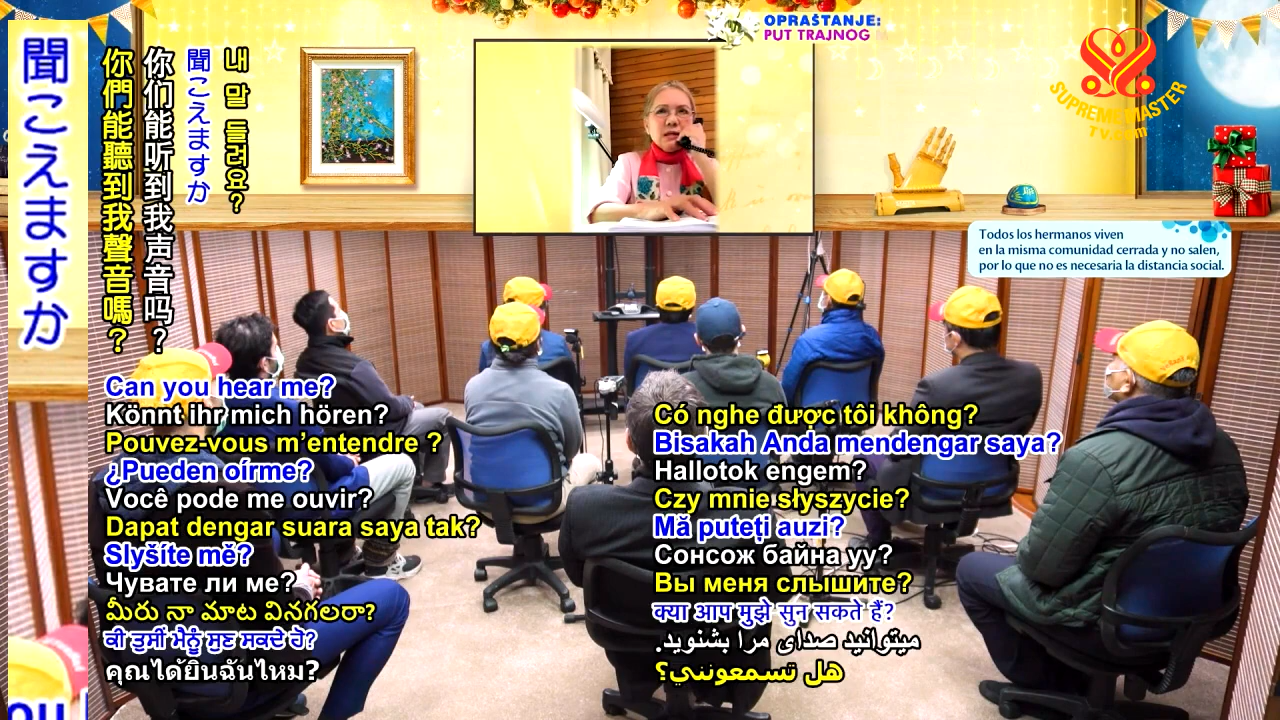 OPRAŠTANJE:
PUT TRAJNOG
SUPREME MASTER
TV.com
聞こえますか
你們能聽到我聲音嗎？
你们能听到我声音吗？
聞こえますか
내 말 들려요?
Todos los hermanos viven
en la misma comunidad cerrada y no salen,
por lo que no es necesaria la distancia social.
Can you hear me?
Könnt ihr mich hören?
Pouvez-vous m’entendre ?
¿Pueden oírme?
Você pode me ouvir?
Dapat dengar suara saya tak?
Slyšíte mě?
Чувате ли ме?
మీరు నా మాట వినగలరా?
ਕੀ ਤੁਸੀਂ ਮੈਨੂੰ ਸੁਣ ਸਕਦੇ ਹੋ?
คุณได้ยินฉันไหม?
Có nghe được tôi không?
Bisakah Anda mendengar saya?
Hallotok engem?
Czy mnie słyszycie?
Mă puteți auzi?
Сонсож байна уу?
Вы меня слышите?
क्या आप मुझे सुन सकते हैं?
میتوانید صدای مرا بشنوید.
هل تسمعونني؟